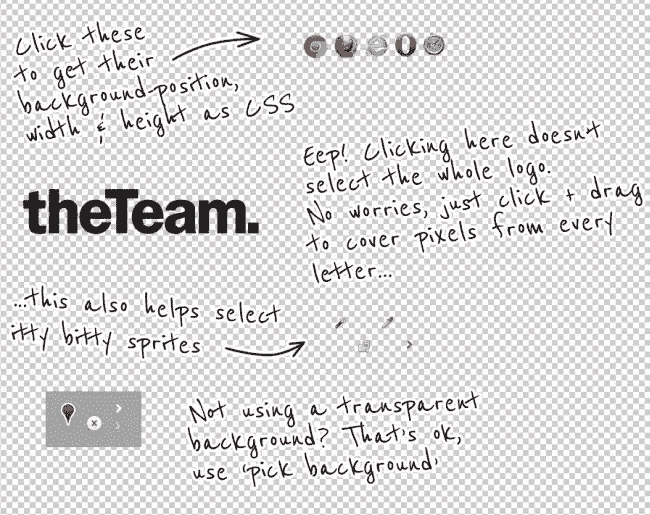 Click these
to get their
background-position,
width & height as CSS
Eep! Clicking here doesnt
select the whole logo.
No worries, just click + drag
to cover pixels from every
letter...
theTeam.
...this also helps select
itty bitty sprites
Not using a transparent
background? That's ok,
use 'pick background'